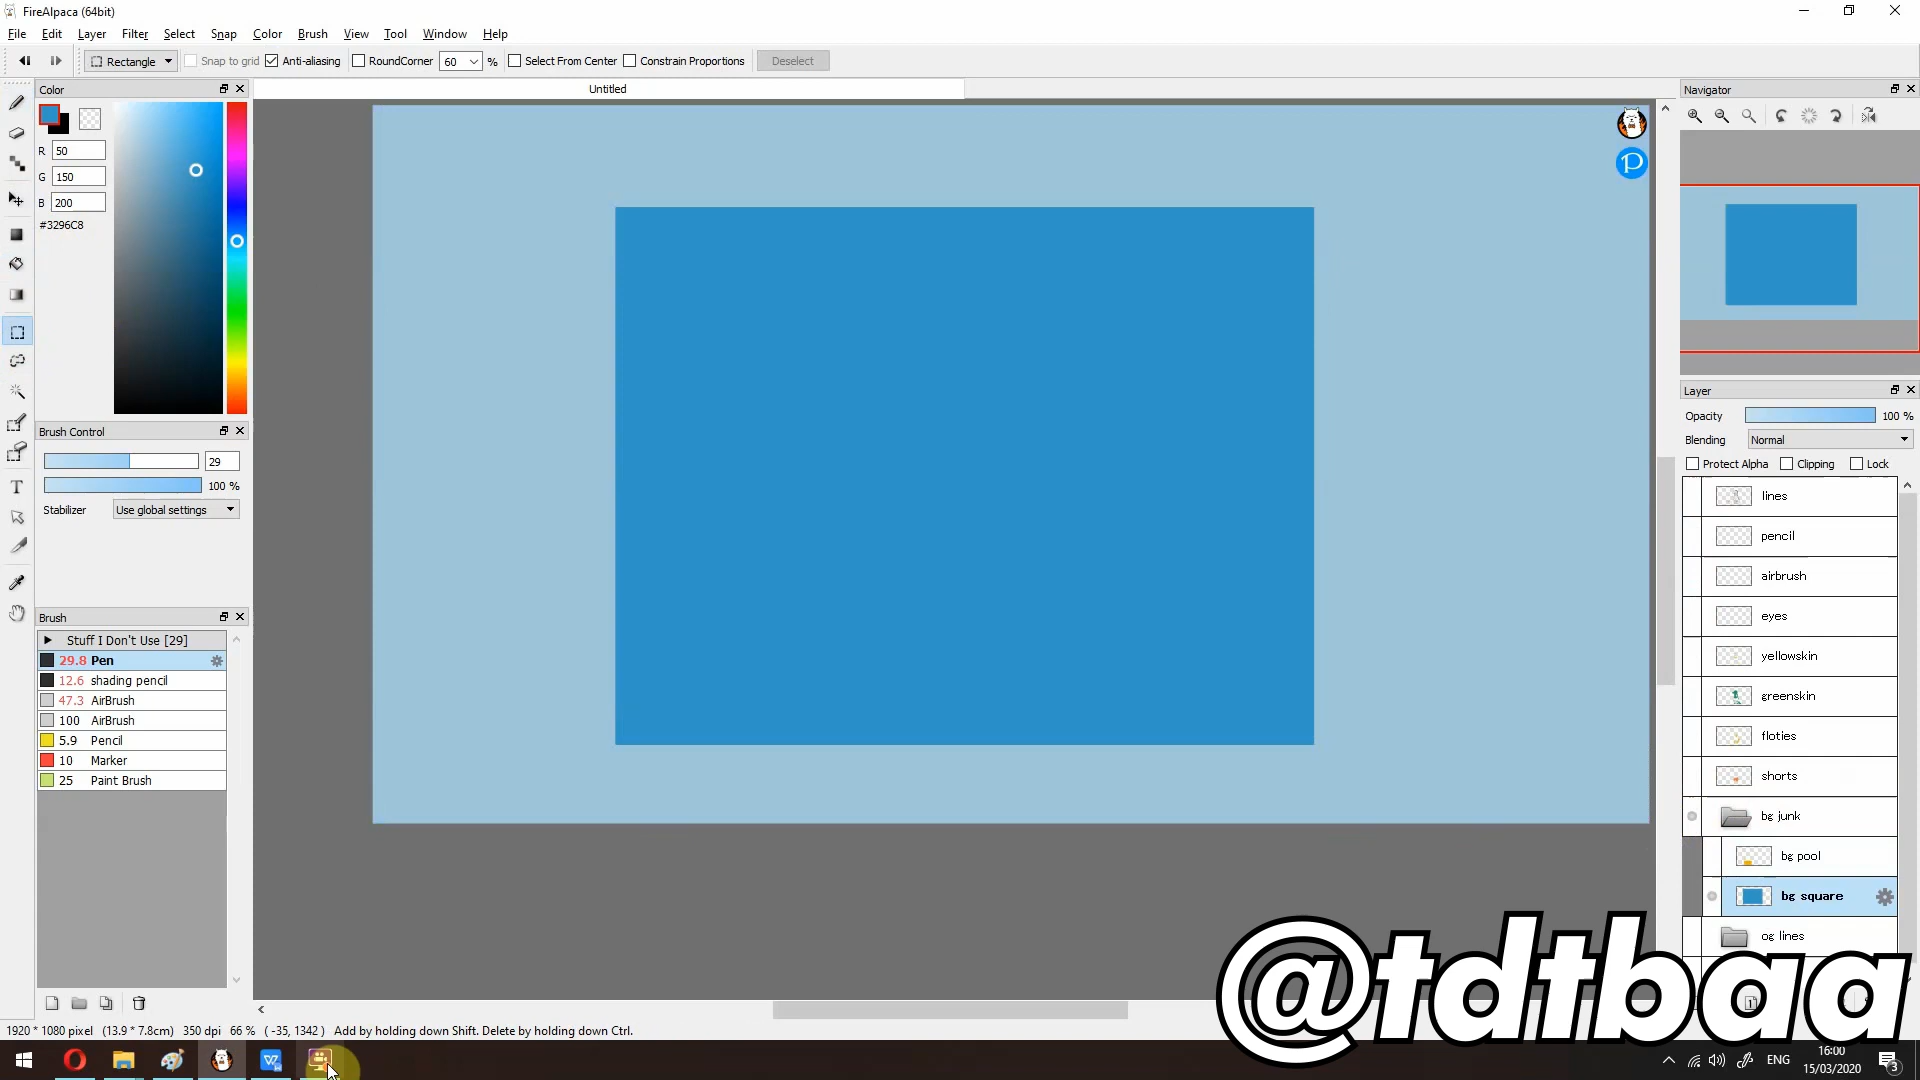 FireAlpaca (64bit)
File Edit Layer Filter Select Snap Color Brush View Tool Window Help
Rectangle Snap to grid Anti-aliasing RoundCorner 60 % Select From Center Constrain Proportions Deselect
Color
R 50
G 150
B 200
#3296C8
Brush Control
29
100 %
Stabilizer Use global settings
Brush
Stuff I Don't Use [29]
29.8 Pen
12.6 shading pencil
47.3 AirBrush
100 AirBrush
5.9 Pencil
10 Marker
25 Paint Brush
Untitled
P
Navigator
Layer
Opacity 100 %
Blending Normal
Protect Alpha Clipping Lock
lines
pencil
airbrush
eyes
yellowskin
greenskin
floties
shorts
bg junk
bg pool
bg square
og lines
@tdtbaa
1920 * 1080 pixel (13.9 * 7.8cm) 350 dpi 66 % ( -35, 1342 ) Add by holding down Shift. Delete by holding down Ctrl.
ENG
16:00
15/03/2020
3